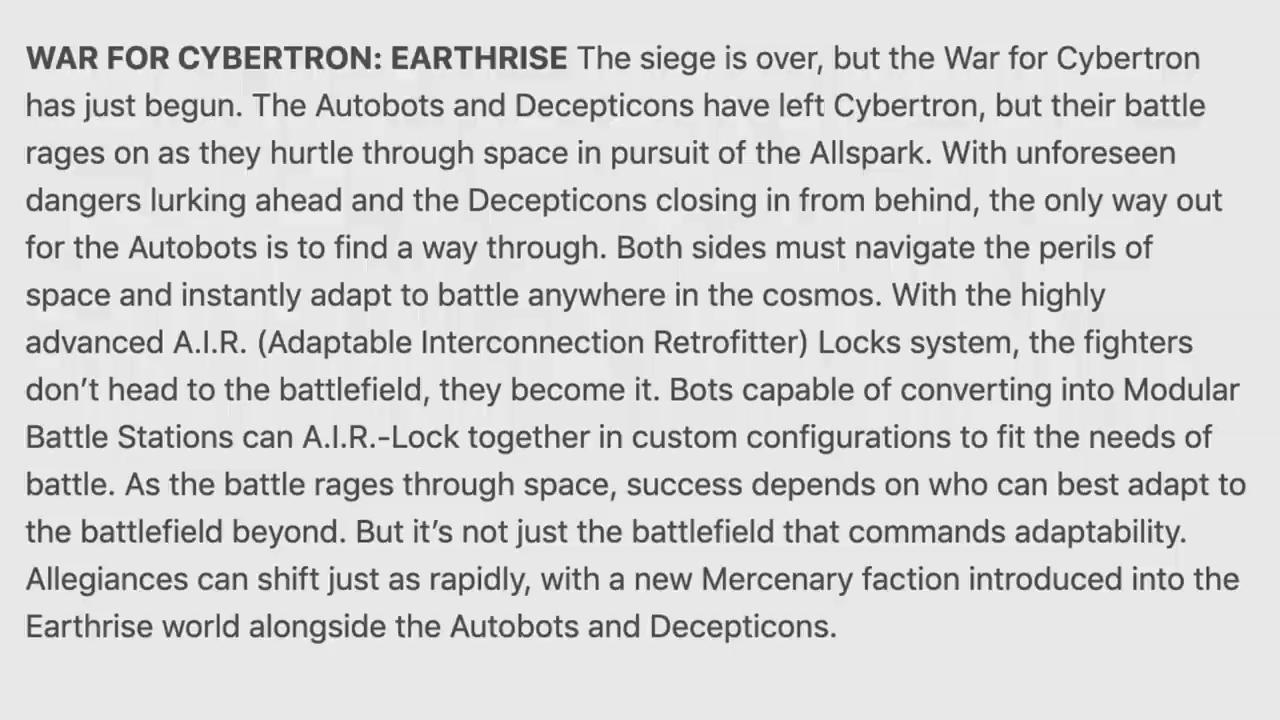 WAR FOR CYBERTRON: EARTHRISE The siege is over, but the War for Cybertron
has just begun. The Autobots and Decepticons have left Cybertron, but their battle
rages on as they hurtle through space in pursuit of the Allspark. With unforeseen
dangers lurking ahead and the Decepticons closing in from behind, the only way out
for the Autobots is to find a way through. Both sides must navigate the perils of
space and instantly adapt to battle anywhere in the cosmos. With the highly
advanced A.I.R. (Adaptable Interconnection Retrofitter) Locks system, the fighters
don’t head to the battlefield, they become it. Bots capable of converting into Modular
Battle Stations can A.I.R.-Lock together in custom configurations to fit the needs of
battle. As the battle rages through space, success depends on who can best adapt to
the battlefield beyond. But it’s not just the battlefield that commands adaptability.
Allegiances can shift just as rapidly, with a new Mercenary faction introduced into the
Earthrise world alongside the Autobots and Decepticons.